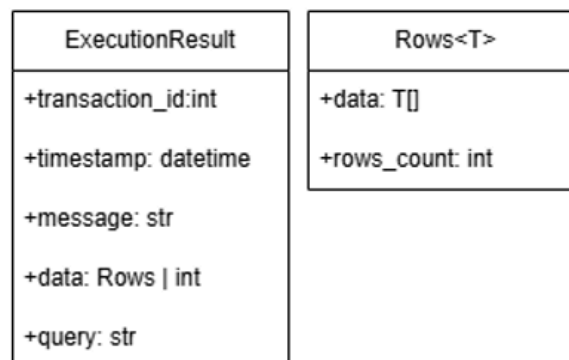 ExecutionResult
+transaction_id:int
+timestamp: datetime
+message: str
+data: Rows | int
+query: str
Rows<T>
+data: T[]
+rows_count: int